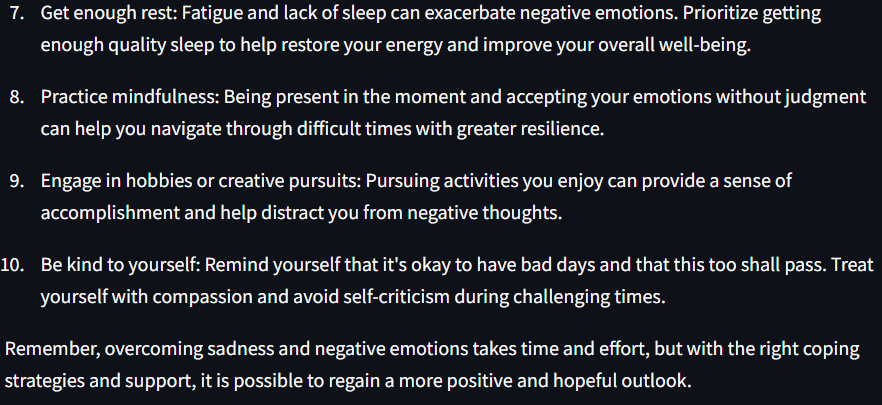 7. Get enough rest: Fatigue and lack of sleep can exacerbate negative emotions. Prioritize getting
enough quality sleep to help restore your energy and improve your overall well-being.
8. Practice mindfulness: Being present in the moment and accepting your emotions without judgment
can help you navigate through difficult times with greater resilience.
9. Engage in hobbies or creative pursuits: Pursuing activities you enjoy can provide a sense of
accomplishment and help distract you from negative thoughts.
10. Be kind to yourself: Remind yourself that it's okay to have bad days and that this too shall pass. Treat
yourself with compassion and avoid self-criticism during challenging times.
Remember, overcoming sadness and negative emotions takes time and effort, but with the right coping
strategies and support, it is possible to regain a more positive and hopeful outlook.